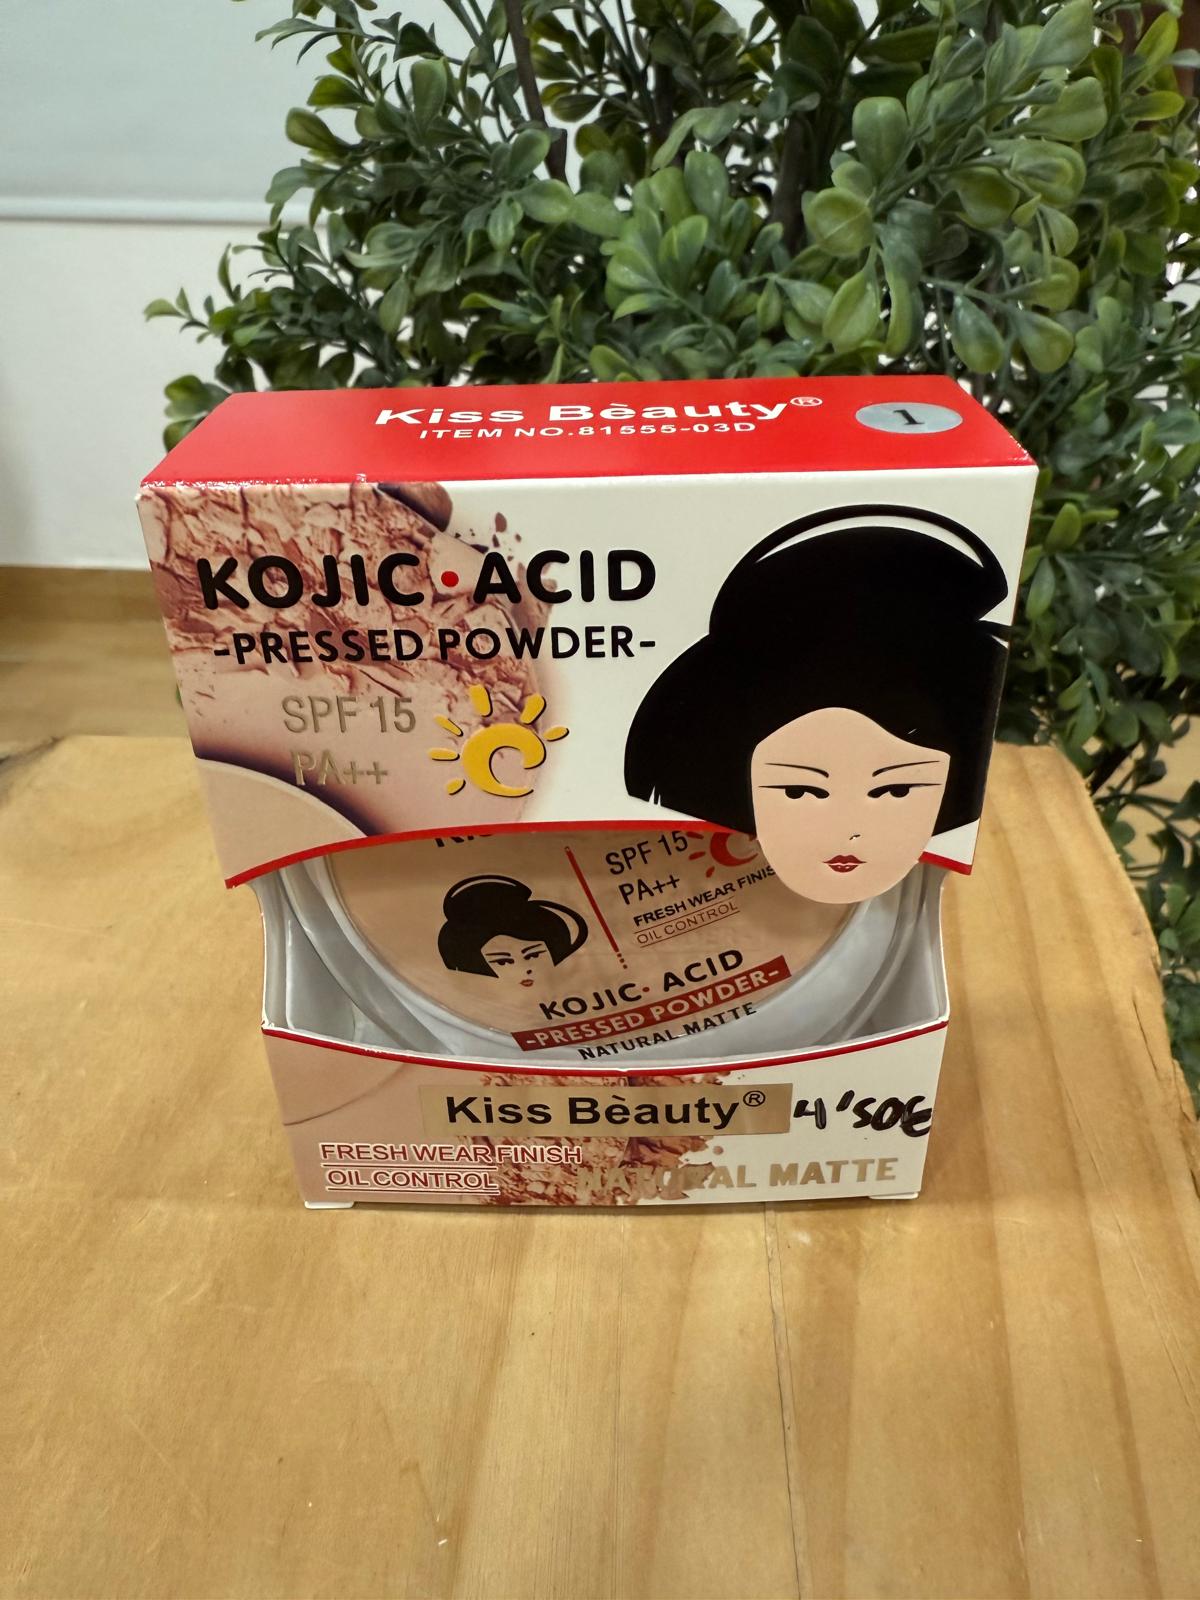 Kiss Bèauty®
ITEM NO.81555-03D
1
KOJIC·ACID
-PRESSED POWDER-
SPF 15
PA++
SPF 15
PA++
FRESH WEAR FINIS
OIL CONTROL
KOJIC· ACID
-PRESSED POWDER-
NATURAL MATTE
Kiss Bèauty®
4'50€
FRESH WEAR FINISH
OIL CONTROL
NATURAL MATTE